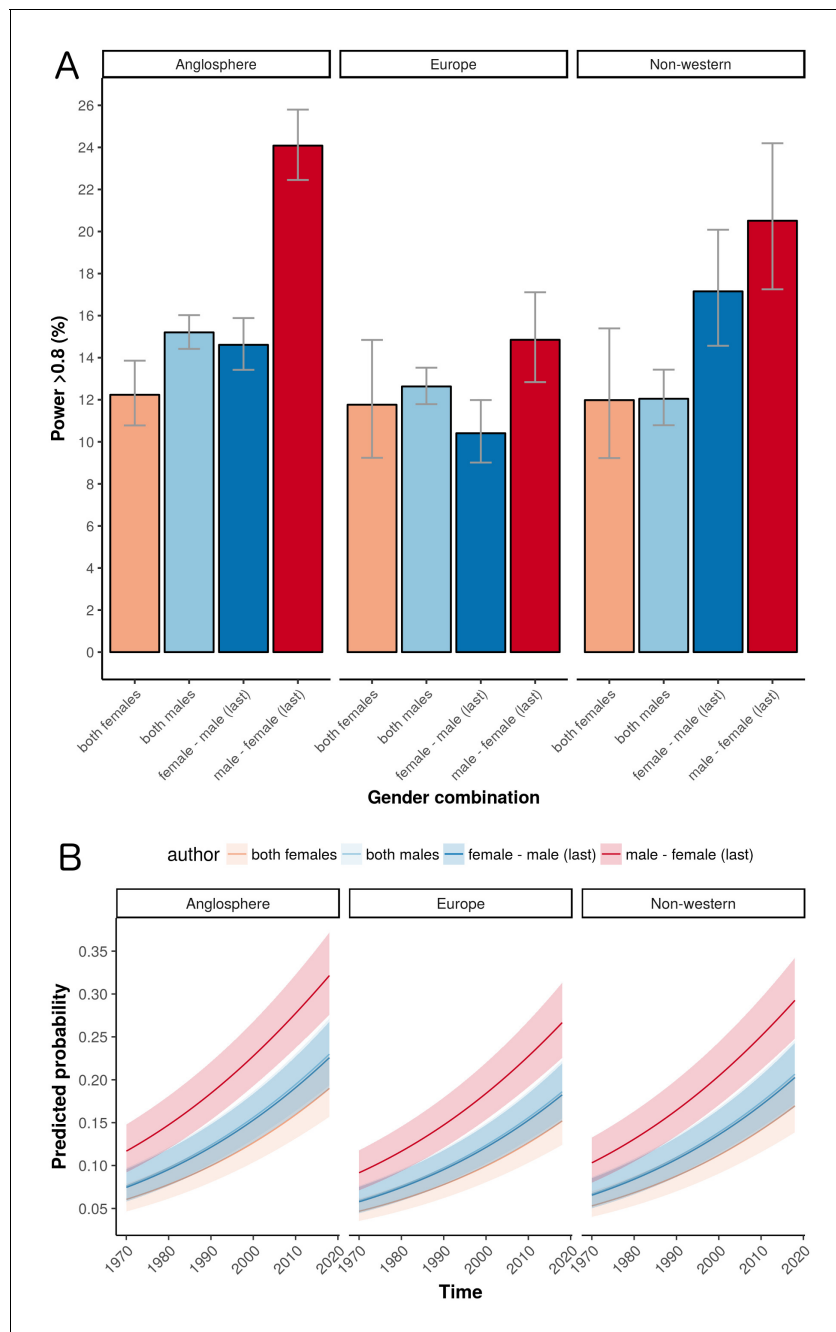 A
Anglosphere Europe Non-western
26
24
22
20
18
16
14
12
10
8
6
4
2
0
Power >0.8 (%)
both females both males female - male (last) male - female (last) both females both males female - male (last) male - female (last) both females both males female - male (last) male - female (last)
Gender combination
B
author both females both males female - male (last) male - female (last)
Anglosphere Europe Non-western
0.35
0.30
0.25
0.20
0.15
0.10
0.05
Predicted probability
1970 1980 1990 2000 2010 2020 1970 1980 1990 2000 2010 2020 1970 1980 1990 2000 2010 2020
Time